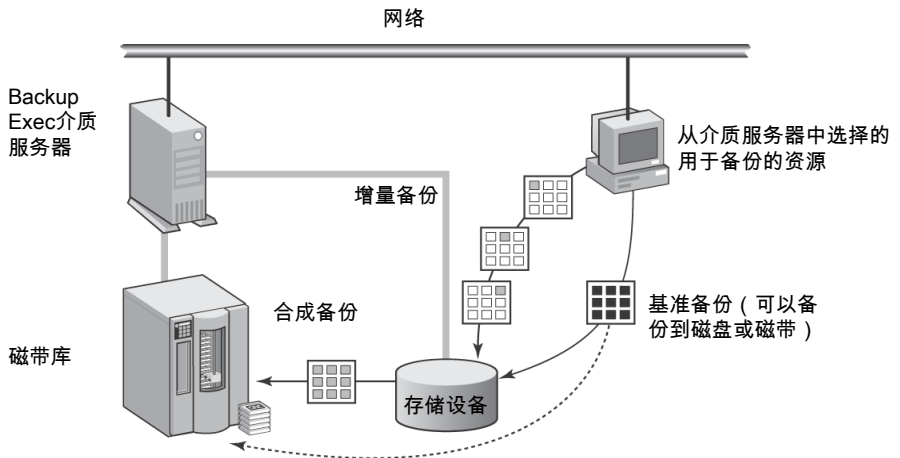 网络
Backup
Exec介质
服务器
从介质服务器中选择的
用于备份的资源
增量备份
合成备份
基准备份（可以备
份到磁盘或磁带）
磁带库
存储设备